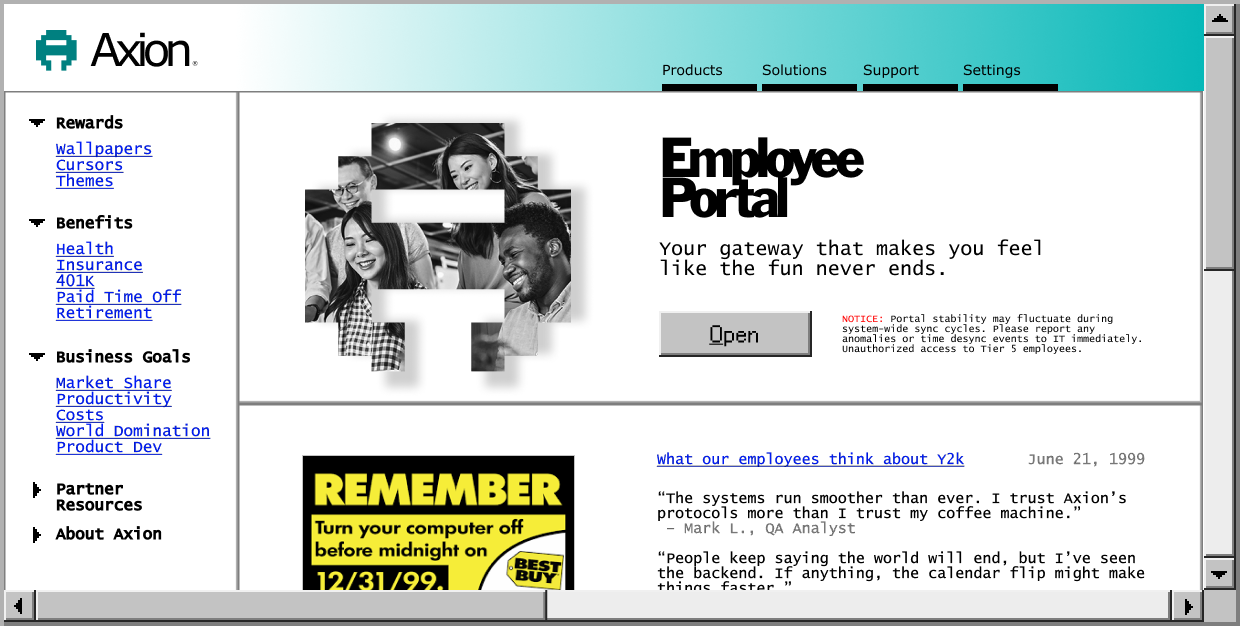 Axion®
Products
Solutions
Support
Settings
Rewards
Wallpapers
Cursors
Themes
Benefits
Health
Insurance
401k
Paid Time Off
Retirement
Business Goals
Market Share
Productivity
Costs
World Domination
Product Dev
Partner
Resources
About Axion
Employee
Portal
Your gateway that makes you feel
like the fun never ends.
Open
NOTICE: Portal stability may fluctuate during
system-wide sync cycles. Please report any
anomalies or time desync events to IT immediately.
Unauthorized access to Tier 5 employees.
REMEMBER
Turn your computer off
before midnight on
12/31/99.
BEST
BUY
What our employees think about Y2k
June 21, 1999
“The systems run smoother than ever. I trust Axion’s
protocols more than I trust my coffee machine.”
– Mark L., QA Analyst
“People keep saying the world will end, but I’ve seen
the backend. If anything, the calendar flip might make
things faster.”